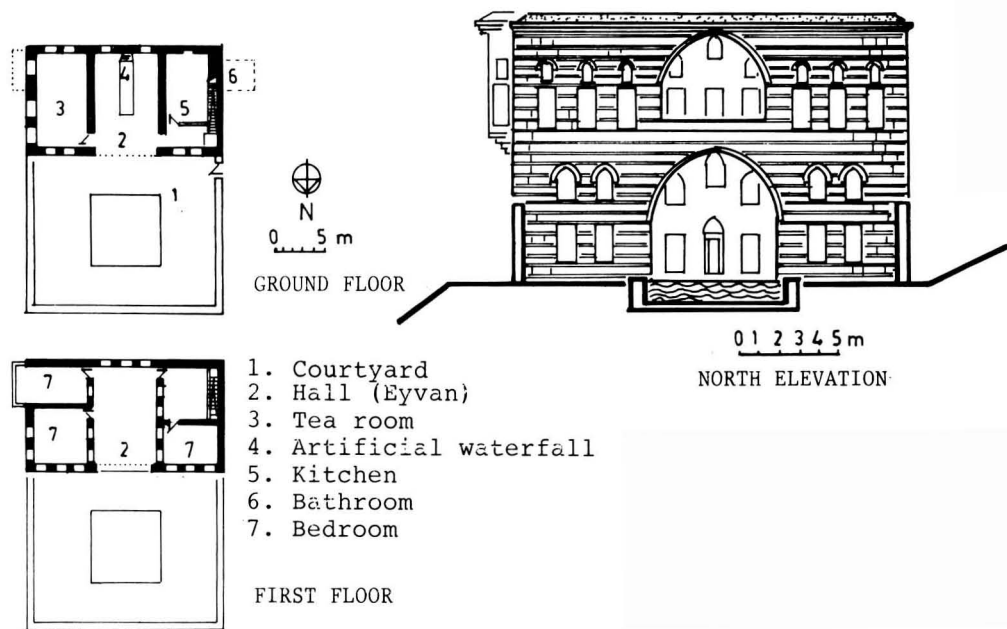 3
4
5
6
2
1
N
0 5 m
GROUND FLOOR
0 1 2 3 4 5 m
NORTH ELEVATION
7
7
2
7
FIRST FLOOR
1. Courtyard
2. Hall (Eyvan)
3. Tea room
4. Artificial waterfall
5. Kitchen
6. Bathroom
7. Bedroom